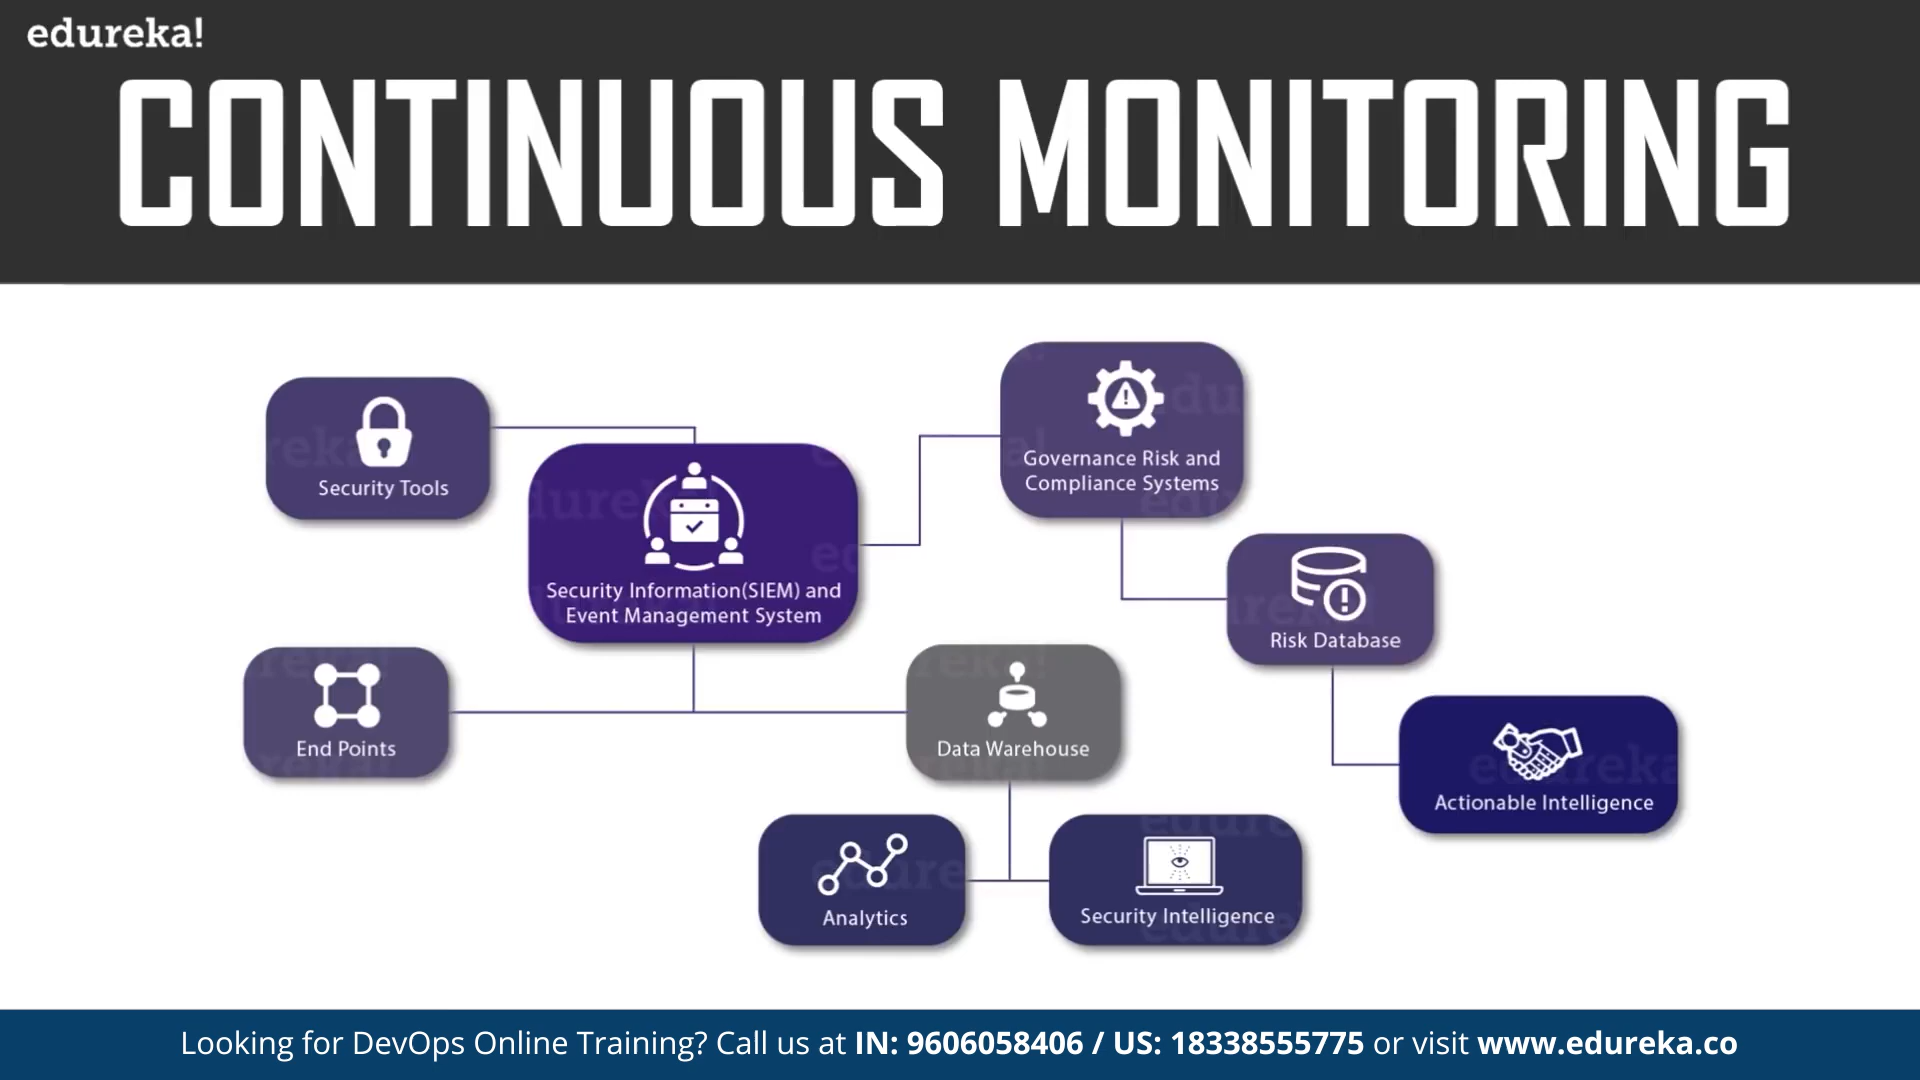 edureka!
CONTINUOUS MONITORING
Security Tools
Governance Risk and
Compliance Systems
Security Information(SIEM) and
Event Management System
Risk Database
End Points
Data Warehouse
Actionable Intelligence
Analytics
Security Intelligence
Looking for DevOps Online Training? Call us at IN: 9606058406 / US: 18338555775 or visit www.edureka.co